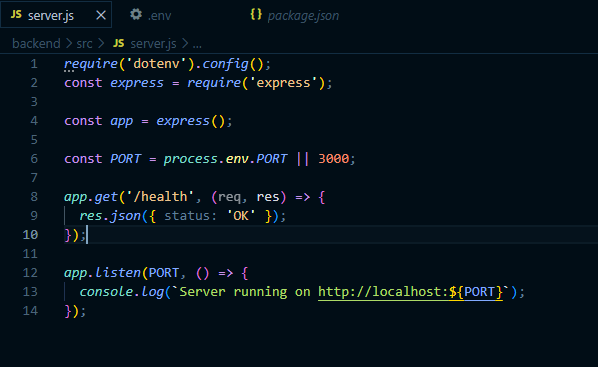 JS server.js
.env
{} package.json
backend > src > JS server.js > ...
1 require('dotenv').config();
2 const express = require('express');
3
4 const app = express();
5
6 const PORT = process.env.PORT || 3000;
7
8 app.get('/health', (req, res) => {
9 res.json({ status: 'OK' });
10 });
11
12 app.listen(PORT, () => {
13 console.log(`Server running on http://localhost:${PORT}`);
14 });